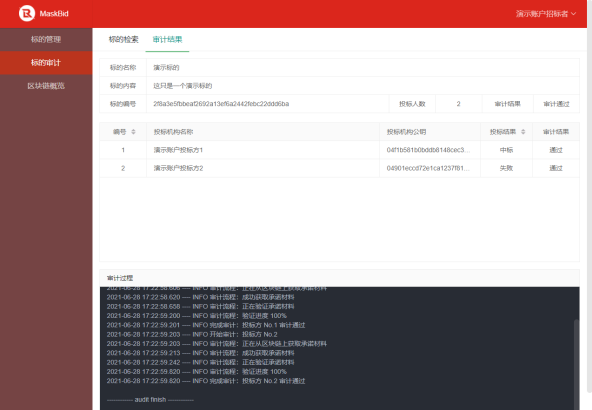 MaskBid
演示账户招标者
标的管理
标的审计
区块链概览
标的检索 审计结果
标的名称 演示标的
标的内容 这只是一个演示标的
标的编号 2f8a3e5fbbeaf2692a13ef6a2442febc22ddd6ba 投标人数 2 审计结果 审计通过
编号 投标机构名称 投标机构公钥 投标结果 审计结果
1 演示账户投标方1 04f1b581b0bddb8148cec3... 中标 通过
2 演示账户投标方2 04901eccd72e1ca1237f81... 失败 通过
审计过程
2021-06-28 17:22:58.606 ---- INFO 审计流程：正在从区块链上获取承诺材料
2021-06-28 17:22:58.620 ---- INFO 审计流程：成功获取承诺材料
2021-06-28 17:22:58.658 ---- INFO 审计流程：正在验证承诺材料
2021-06-28 17:22:59.200 ---- INFO 审计流程：验证进度 100%
2021-06-28 17:22:59.201 ---- INFO 完成审计：投标方 No.1 审计通过
2021-06-28 17:22:59.203 ---- INFO 开始审计：投标方 No.2
2021-06-28 17:22:59.203 ---- INFO 审计流程：正在从区块链上获取承诺材料
2021-06-28 17:22:59.213 ---- INFO 审计流程：成功获取承诺材料
2021-06-28 17:22:59.242 ---- INFO 审计流程：正在验证承诺材料
2021-06-28 17:22:59.820 ---- INFO 审计流程：验证进度 100%
2021-06-28 17:22:59.820 ---- INFO 完成审计：投标方 No.2 审计通过
------------ audit finish ------------